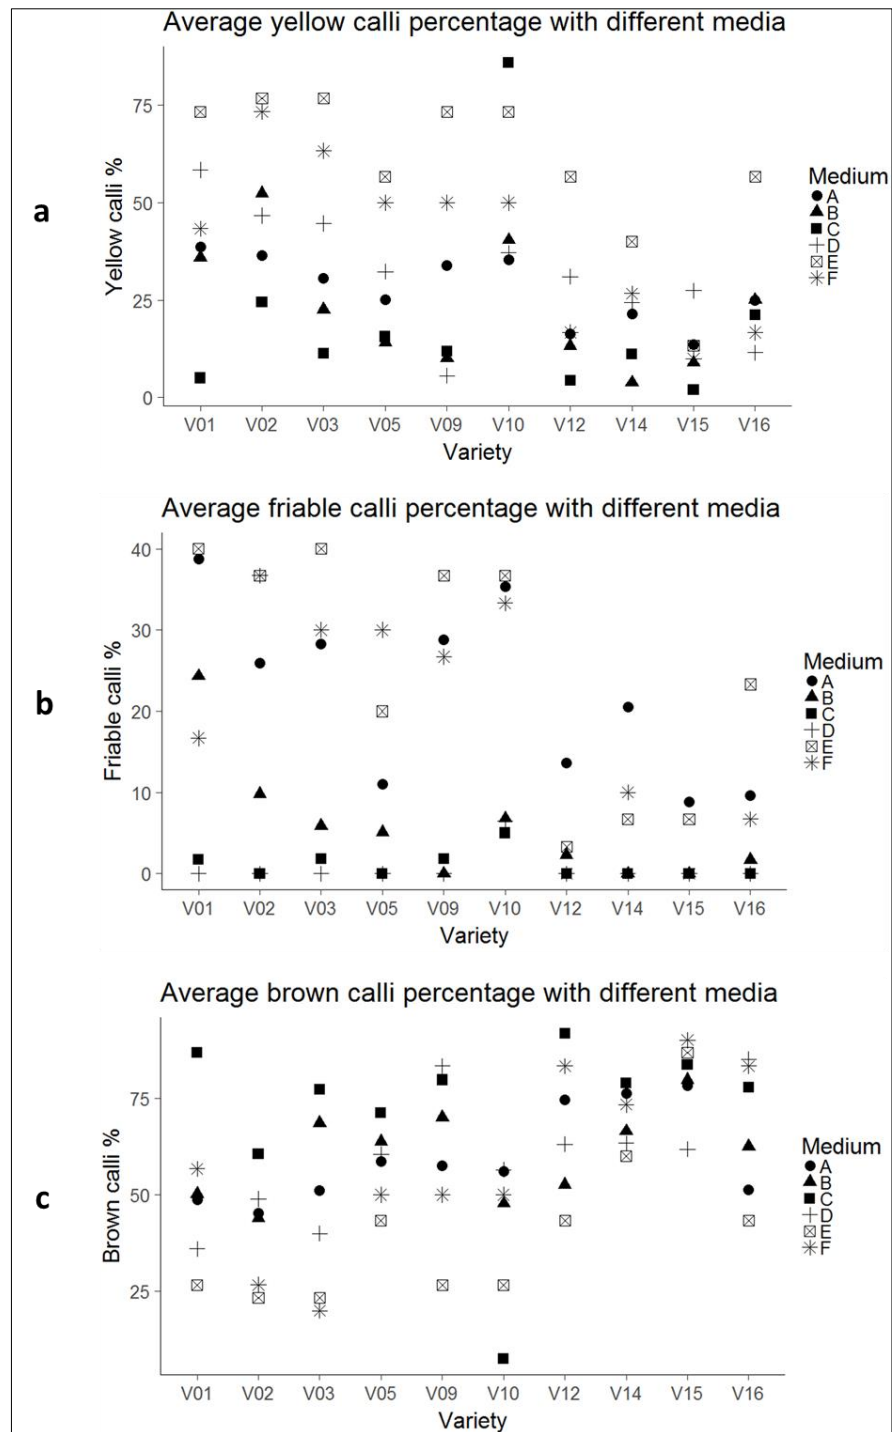 Average yellow calli percentage with different media
a
Yellow calli %
75
50
25
0
V01 V02 V03 V05 V09 V10 V12 V14 V15 V16
Variety
Medium
A
B
C
D
E
F
Average friable calli percentage with different media
b
Friable calli %
40
30
20
10
0
V01 V02 V03 V05 V09 V10 V12 V14 V15 V16
Variety
Medium
A
B
C
D
E
F
Average brown calli percentage with different media
c
Brown calli %
75
50
25
V01 V02 V03 V05 V09 V10 V12 V14 V15 V16
Variety
Medium
A
B
C
D
E
F